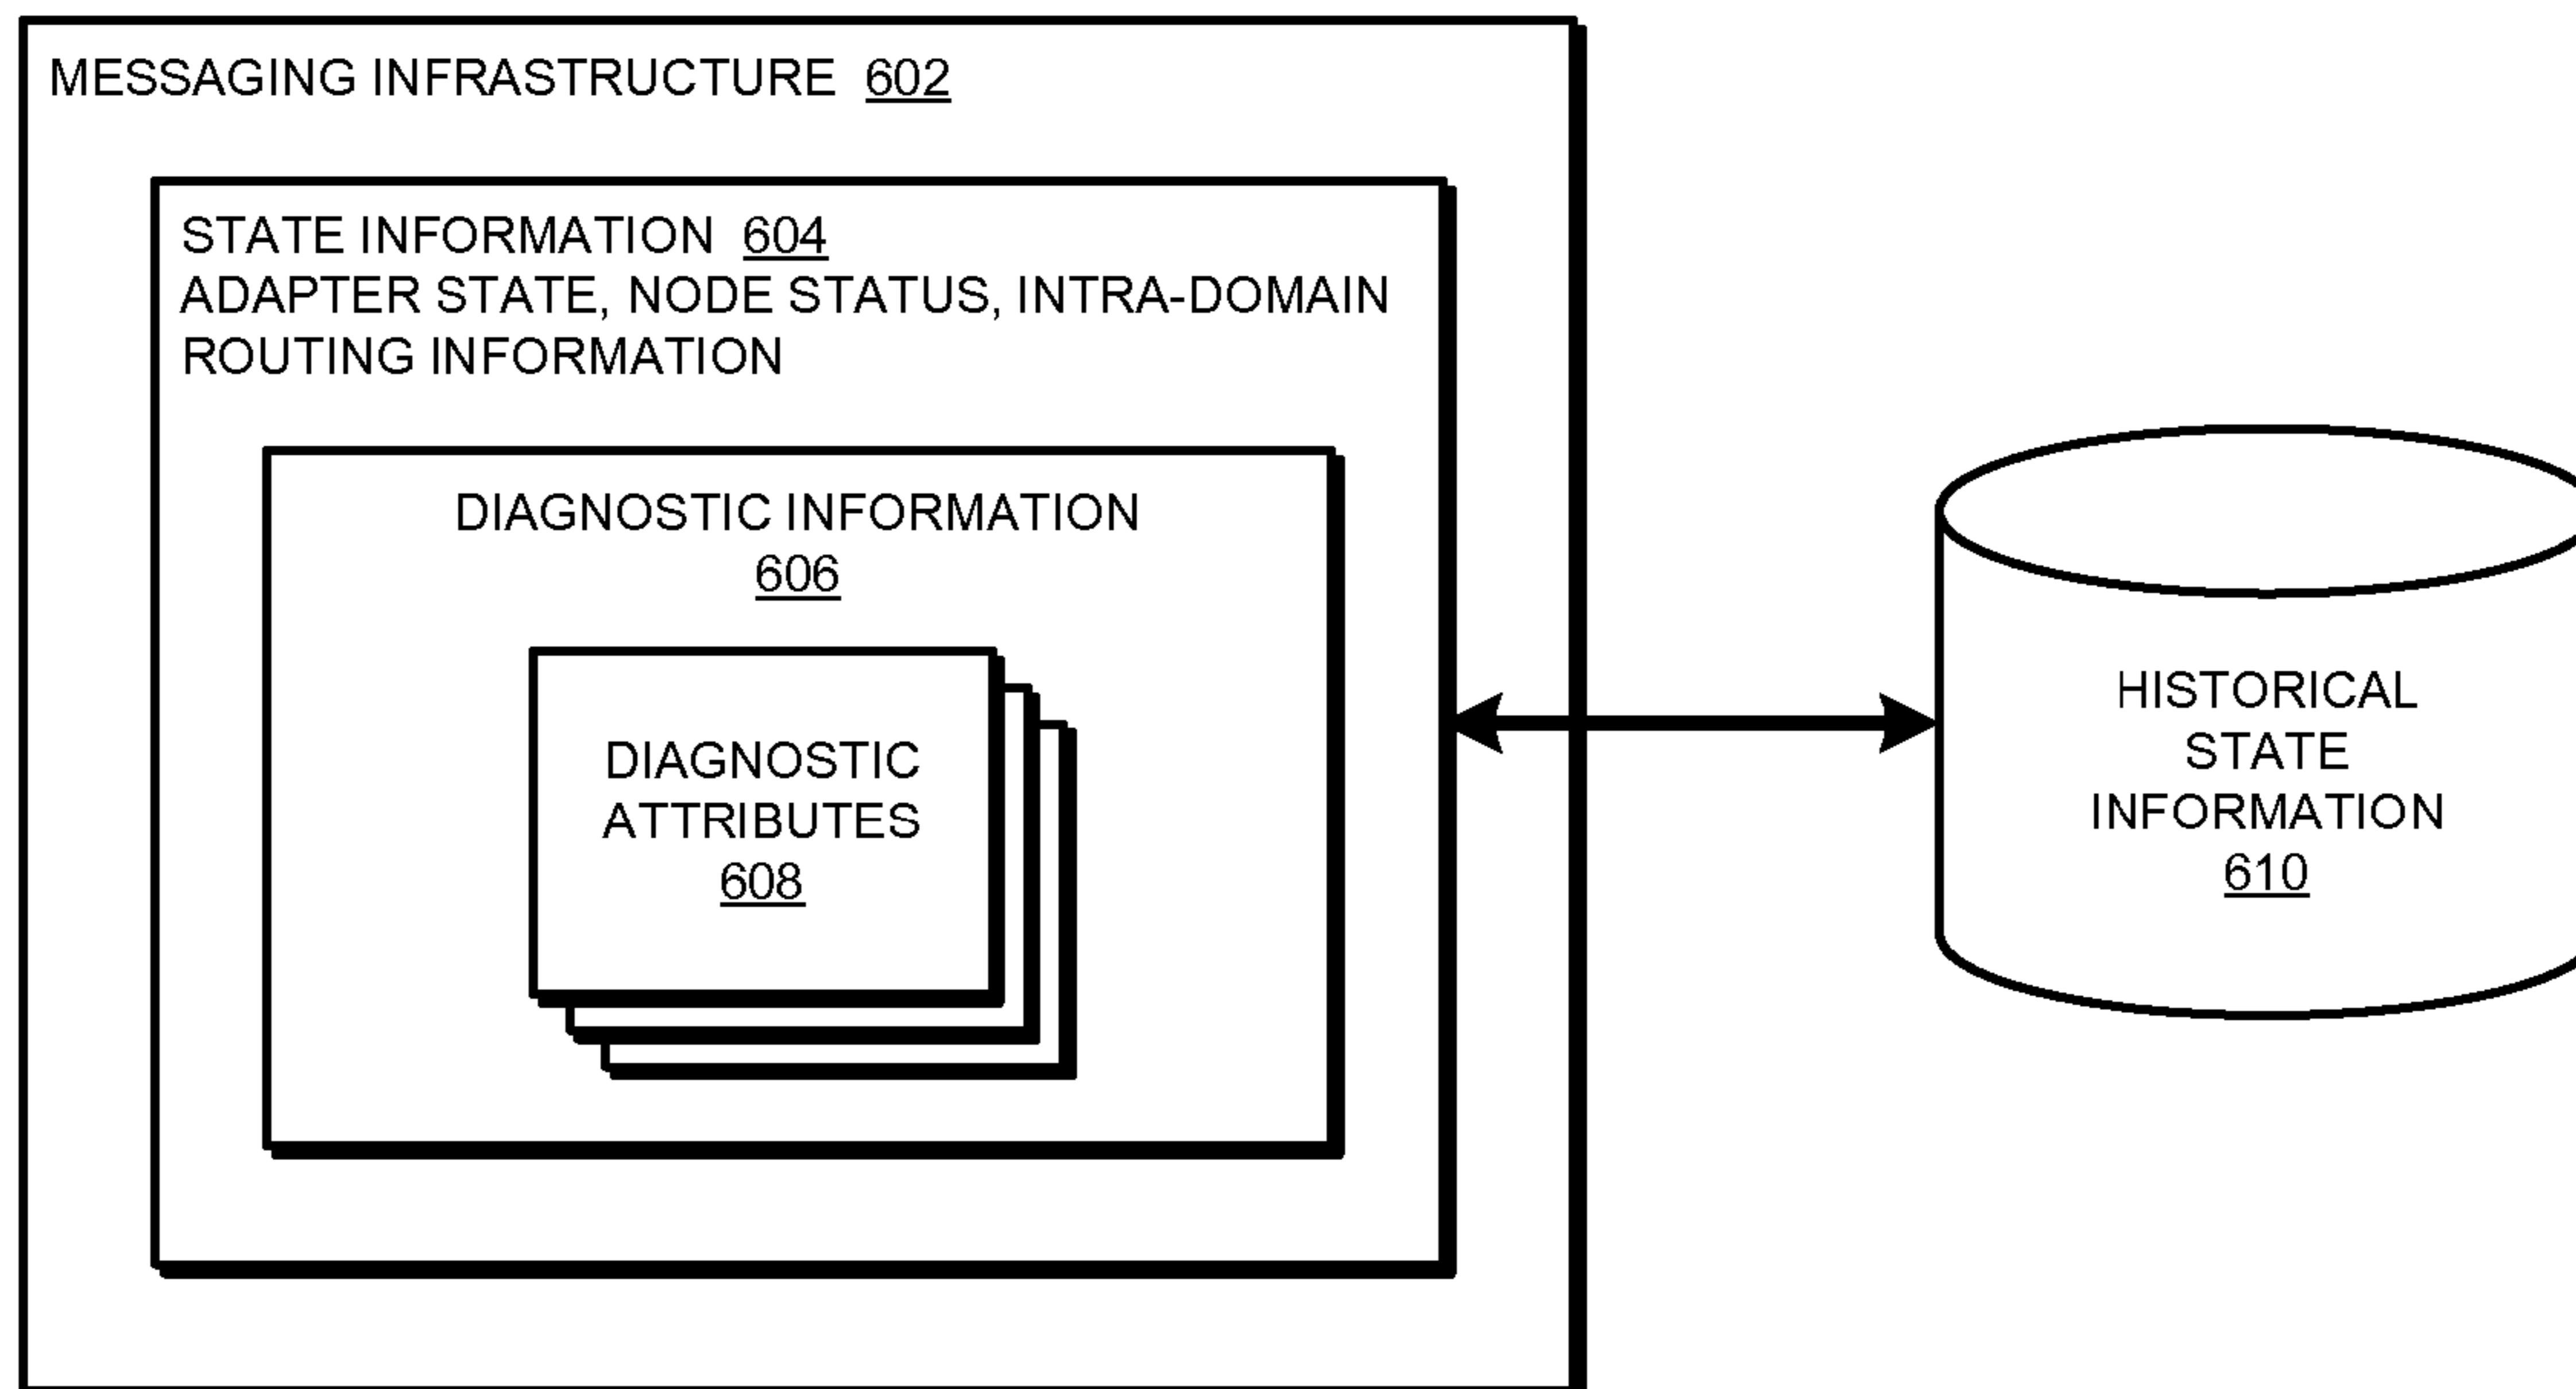 MESSAGING INFRASTRUCTURE 602
STATE INFORMATION 604
ADAPTER STATE, NODE STATUS, INTRA-DOMAIN
ROUTING INFORMATION
DIAGNOSTIC INFORMATION
606
DIAGNOSTIC
ATTRIBUTES
608
HISTORICAL
STATE
INFORMATION
610